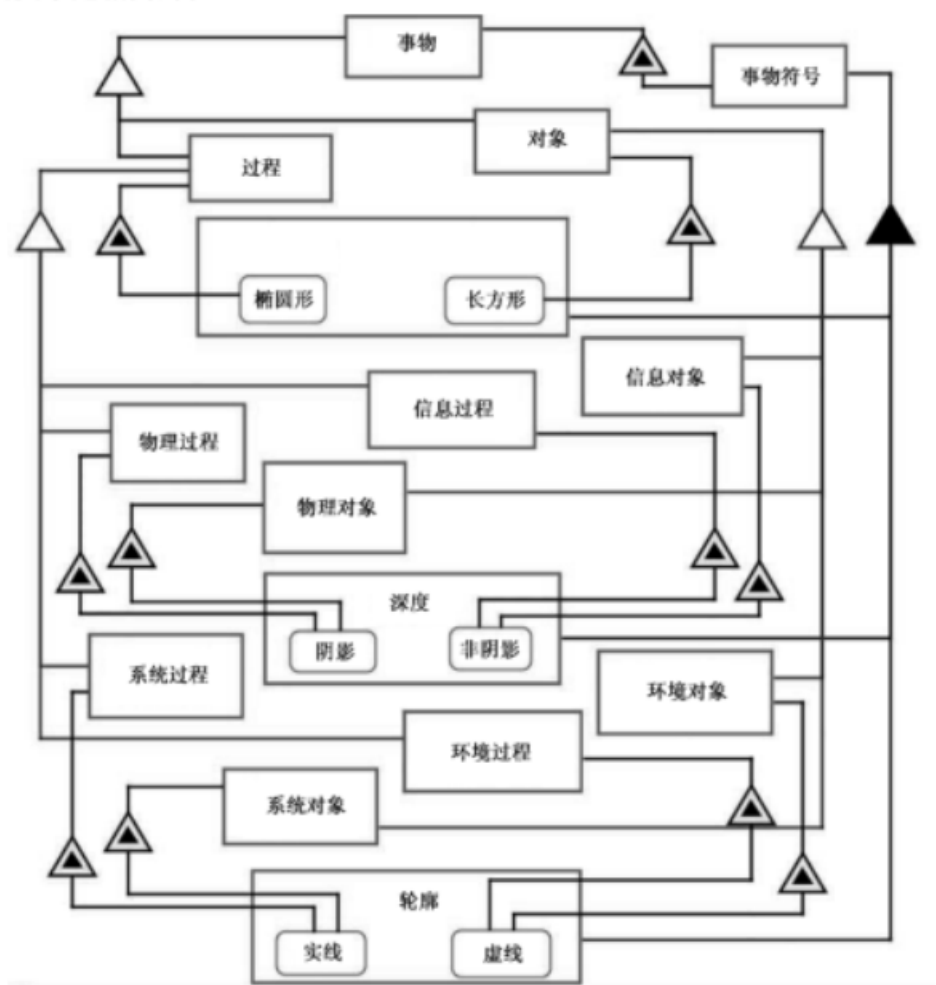 事物
事物符号
对象
过程
椭圆形
长方形
信息对象
信息过程
物理过程
物理对象
深度
阴影
非阴影
系统过程
环境对象
环境过程
系统对象
轮廓
实线
虚线